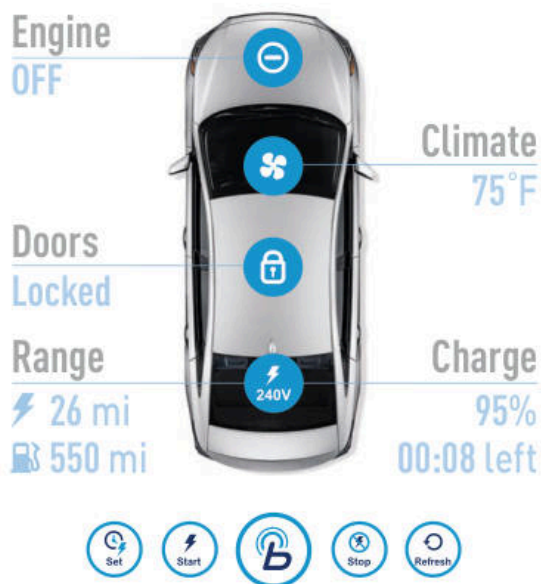 Engine
OFF
Climate
75°F
Doors
Locked
Range
Charge
240V
26 mi
95%
550 mi
00:08 left
Set
Start
b
Stop
Refresh